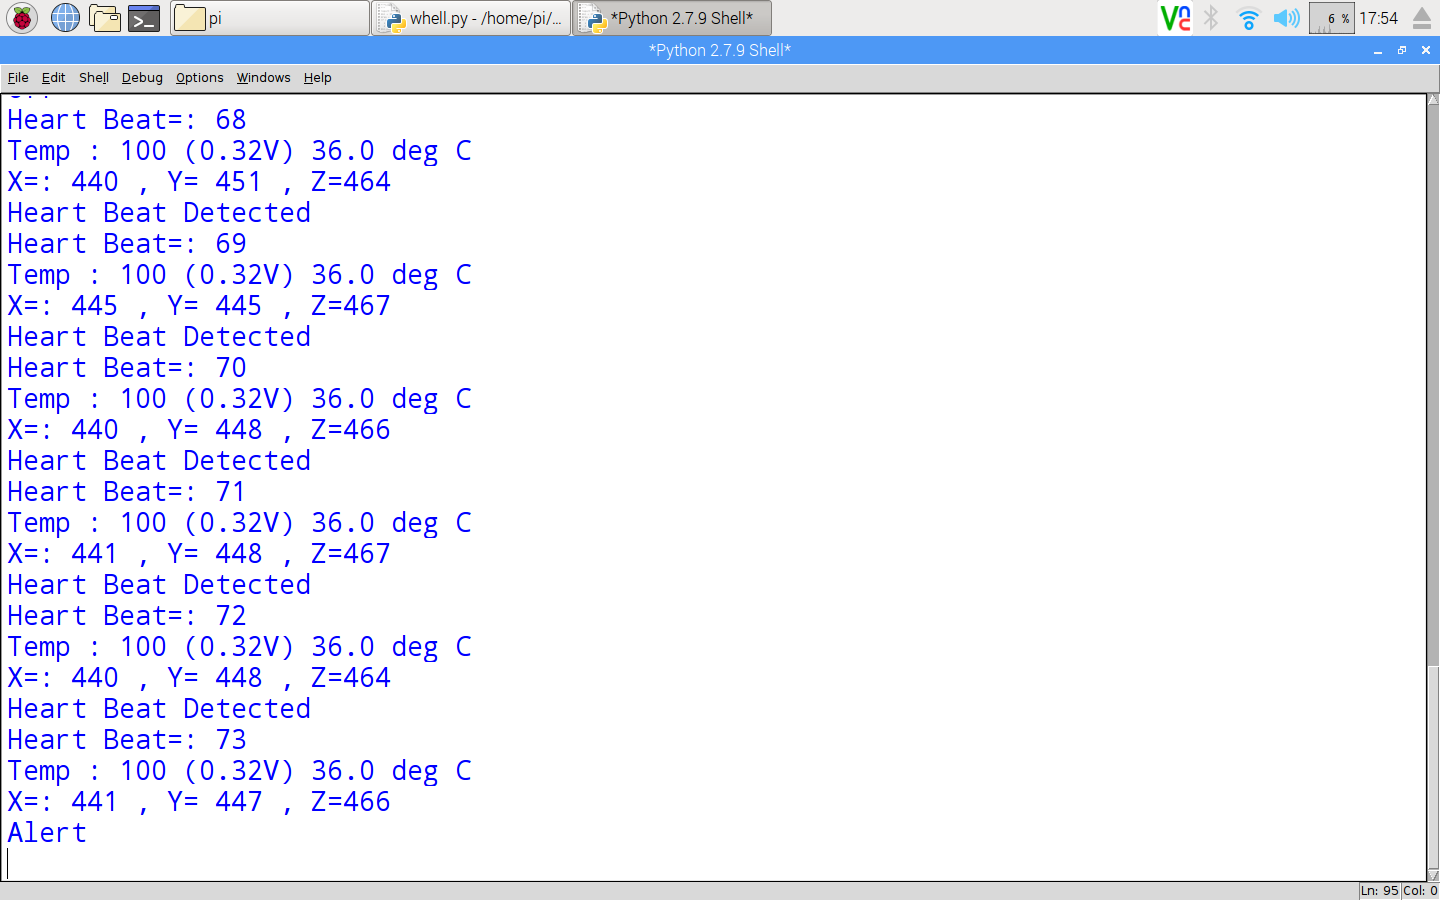 pi
whell.py - /home/pi/...
*Python 2.7.9 Shell*
6 %
17:54
*Python 2.7.9 Shell*
File Edit Shell Debug Options Windows Help
Heart Beat=: 68
Temp : 100 (0.32V) 36.0 deg C
X=: 440 , Y= 451 , Z=464
Heart Beat Detected
Heart Beat=: 69
Temp : 100 (0.32V) 36.0 deg C
X=: 445 , Y= 445 , Z=467
Heart Beat Detected
Heart Beat=: 70
Temp : 100 (0.32V) 36.0 deg C
X=: 440 , Y= 448 , Z=466
Heart Beat Detected
Heart Beat=: 71
Temp : 100 (0.32V) 36.0 deg C
X=: 441 , Y= 448 , Z=467
Heart Beat Detected
Heart Beat=: 72
Temp : 100 (0.32V) 36.0 deg C
X=: 440 , Y= 448 , Z=464
Heart Beat Detected
Heart Beat=: 73
Temp : 100 (0.32V) 36.0 deg C
X=: 441 , Y= 447 , Z=466
Alert
Ln: 95 Col: 0